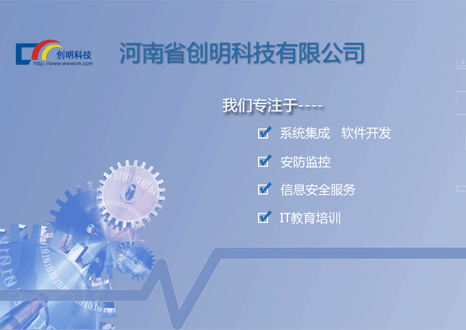 创明科技
河南省创明科技有限公司
我们专注于----
系统集成 软件开发
安防监控
信息安全服务
IT教育培训